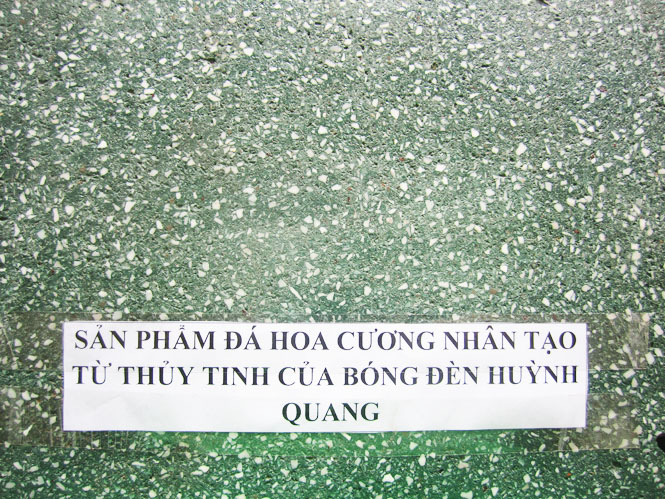 SẢN PHẨM ĐÁ HOA CƯƠNG NHÂN TẠO
TỪ THỦY TINH CỦA BÓNG ĐÈN HUỲNH
QUANG